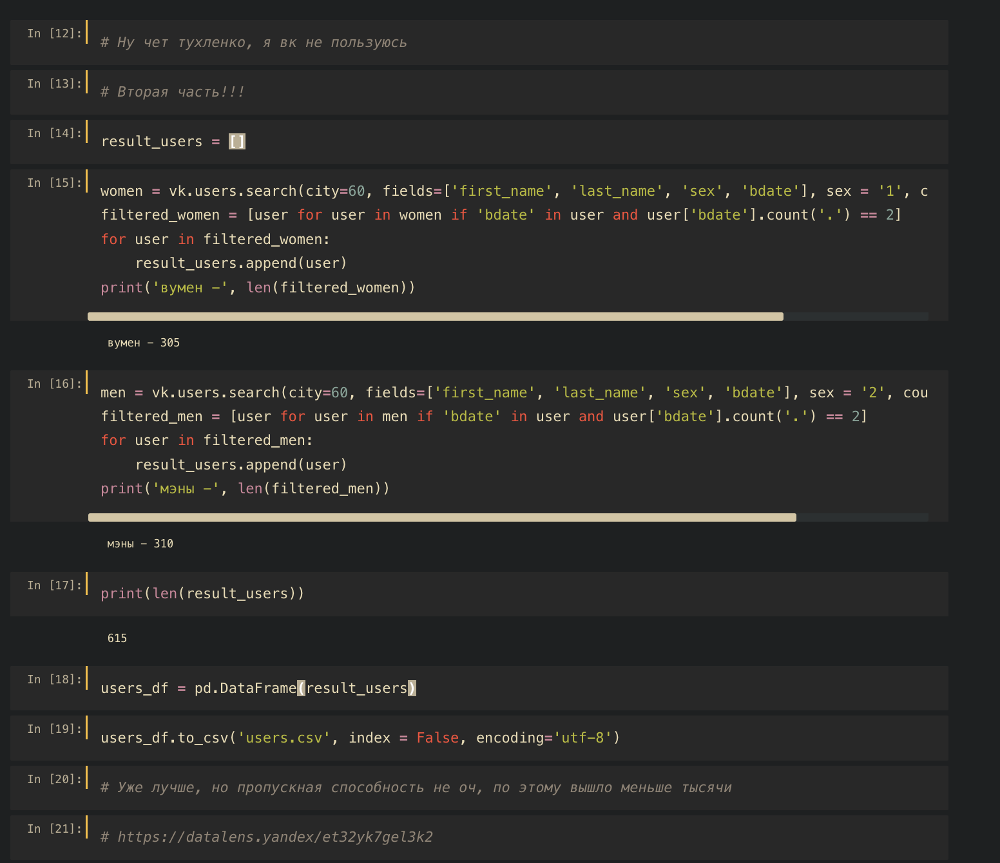 In [12]:
# Ну чет тухленко, я вк не пользуюсь
In [13]:
# Вторая часть!!!
In [14]:
result_users = []
In [15]:
women = vk.users.search(city=60, fields=['first_name', 'last_name', 'sex', 'bdate'], sex = '1', c
filtered_women = [user for user in women if 'bdate' in user and user['bdate'].count('.') == 2]
for user in filtered_women:
    result_users.append(user)
print('вумен -', len(filtered_women))
вумен - 305
In [16]:
men = vk.users.search(city=60, fields=['first_name', 'last_name', 'sex', 'bdate'], sex = '2', cou
filtered_men = [user for user in men if 'bdate' in user and user['bdate'].count('.') == 2]
for user in filtered_men:
    result_users.append(user)
print('мэны -', len(filtered_men))
мэны - 310
In [17]:
print(len(result_users))
615
In [18]:
users_df = pd.DataFrame(result_users)
In [19]:
users_df.to_csv('users.csv', index = False, encoding='utf-8')
In [20]:
# Уже лучше, но пропускная способность не оч, по этому вышло меньше тысячи
In [21]:
# https://datalens.yandex/et32yk7gel3k2